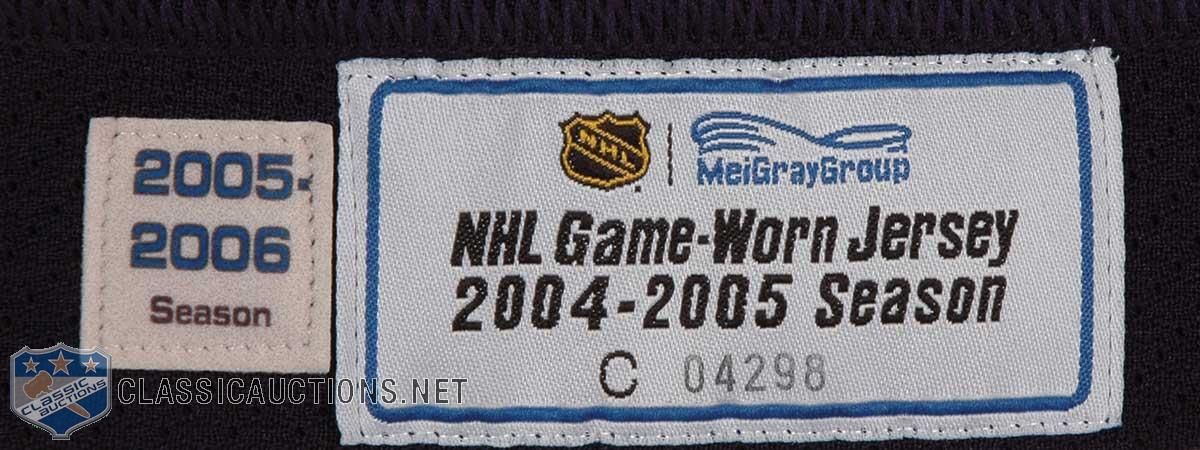 2005-
2006
Season
NHL
MeiGrayGroup
NHL Game-Worn Jersey
2004-2005 Season
C 04298
CLASSIC
AUCTIONS
CLASSICAUCTIONS.NET